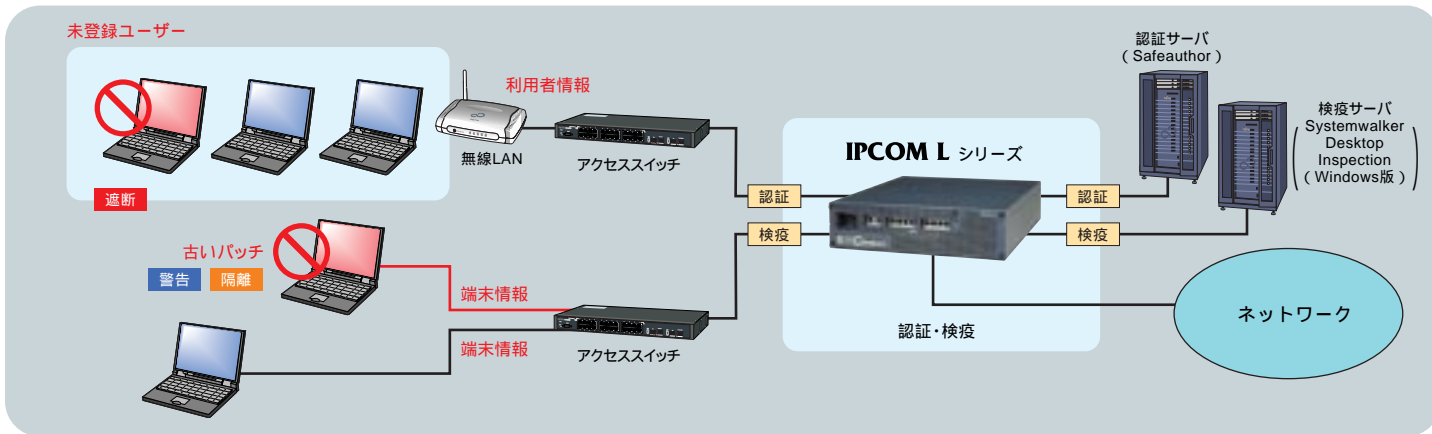 未登録ユーザー
遮断
無線LAN
利用者情報
アクセススイッチ
古いパッチ
警告
隔離
端末情報
端末情報
アクセススイッチ
認証
検疫
IPCOM L シリーズ
認証・検疫
認証
検疫
認証サーバ
(Safeauthor)
検疫サーバ
Systemwalker
Desktop
Inspection
(Windows版)
ネットワーク